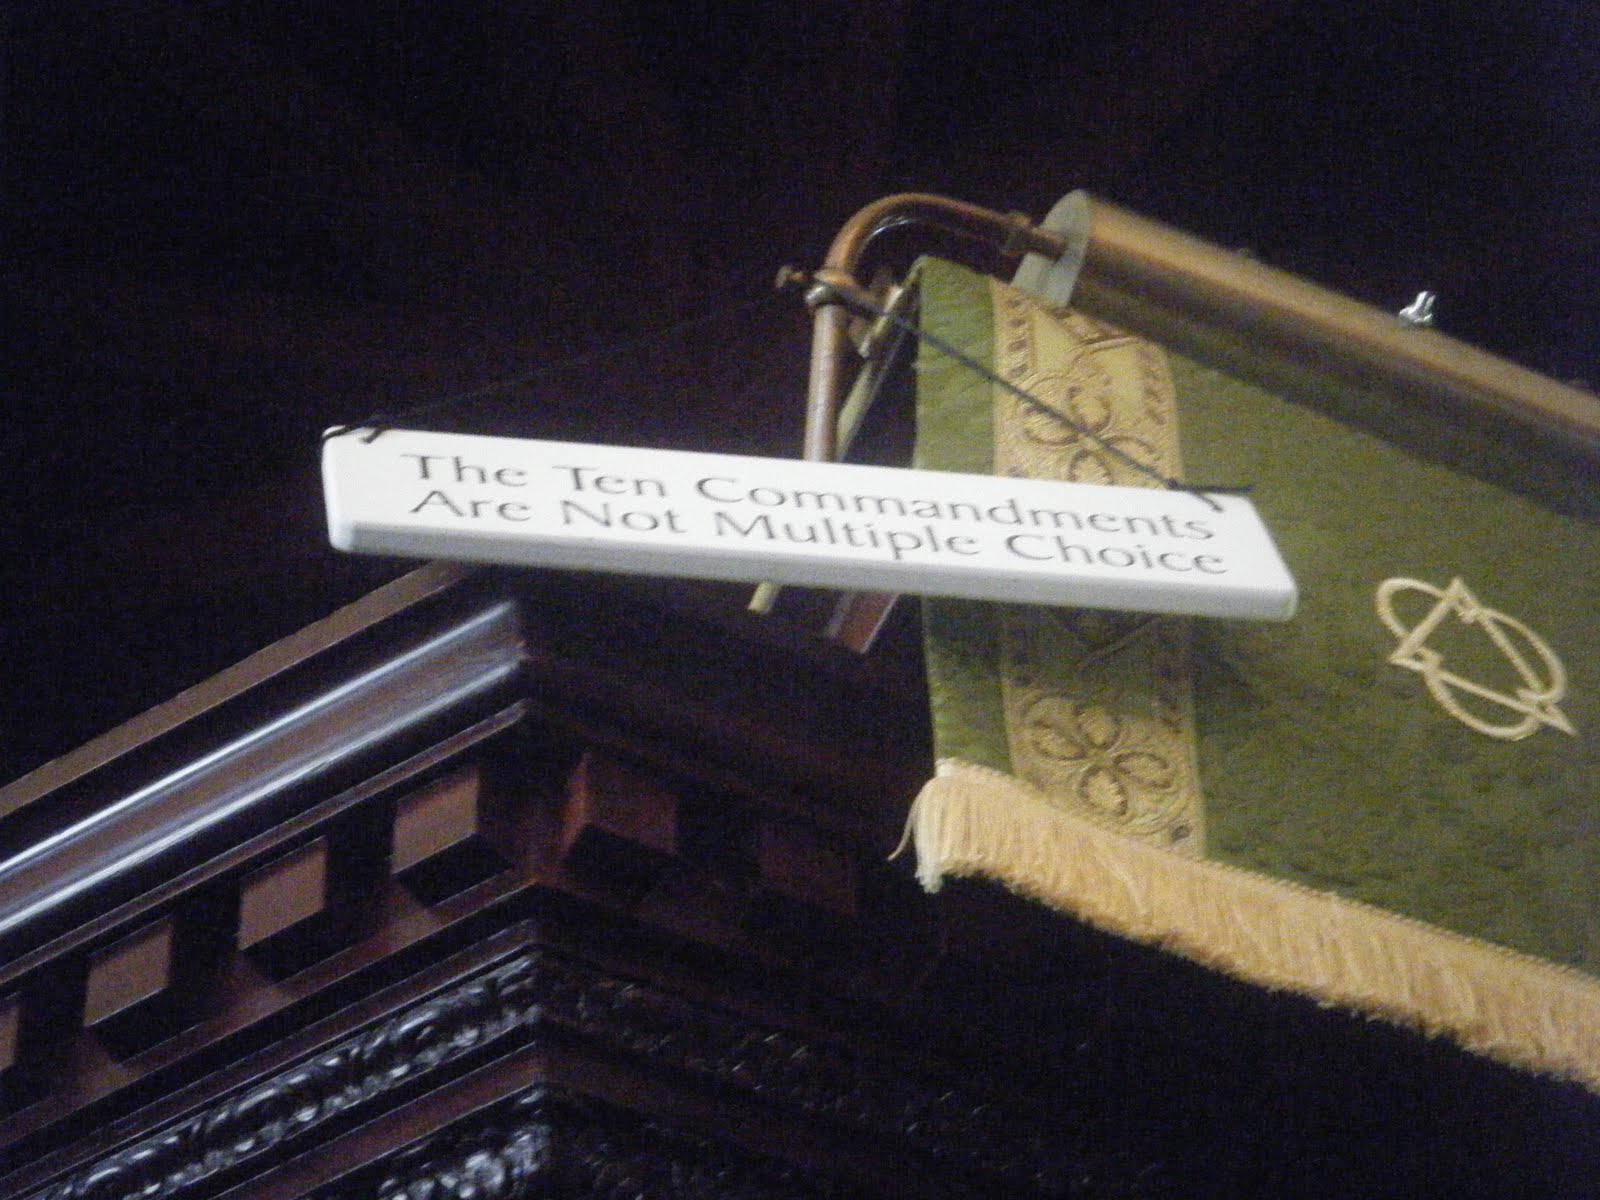 The Ten Commandments
Are Not Multiple Choice